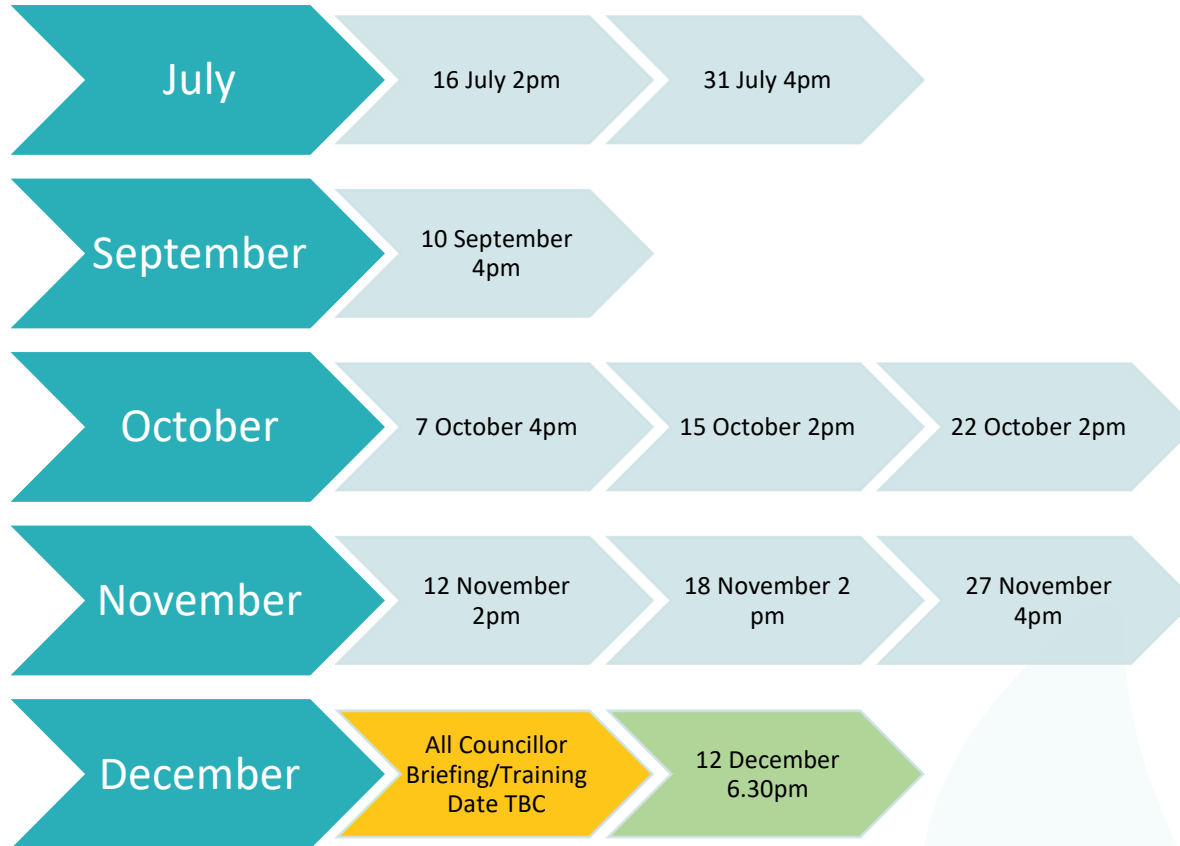 July
16 July 2pm
31 July 4pm
September
10 September
4pm
October
7 October 4pm
15 October 2pm
22 October 2pm
November
12 November
2pm
18 November 2
pm
27 November
4pm
December
All Councillor
Briefing/Training
Date TBC
12 December
6.30pm